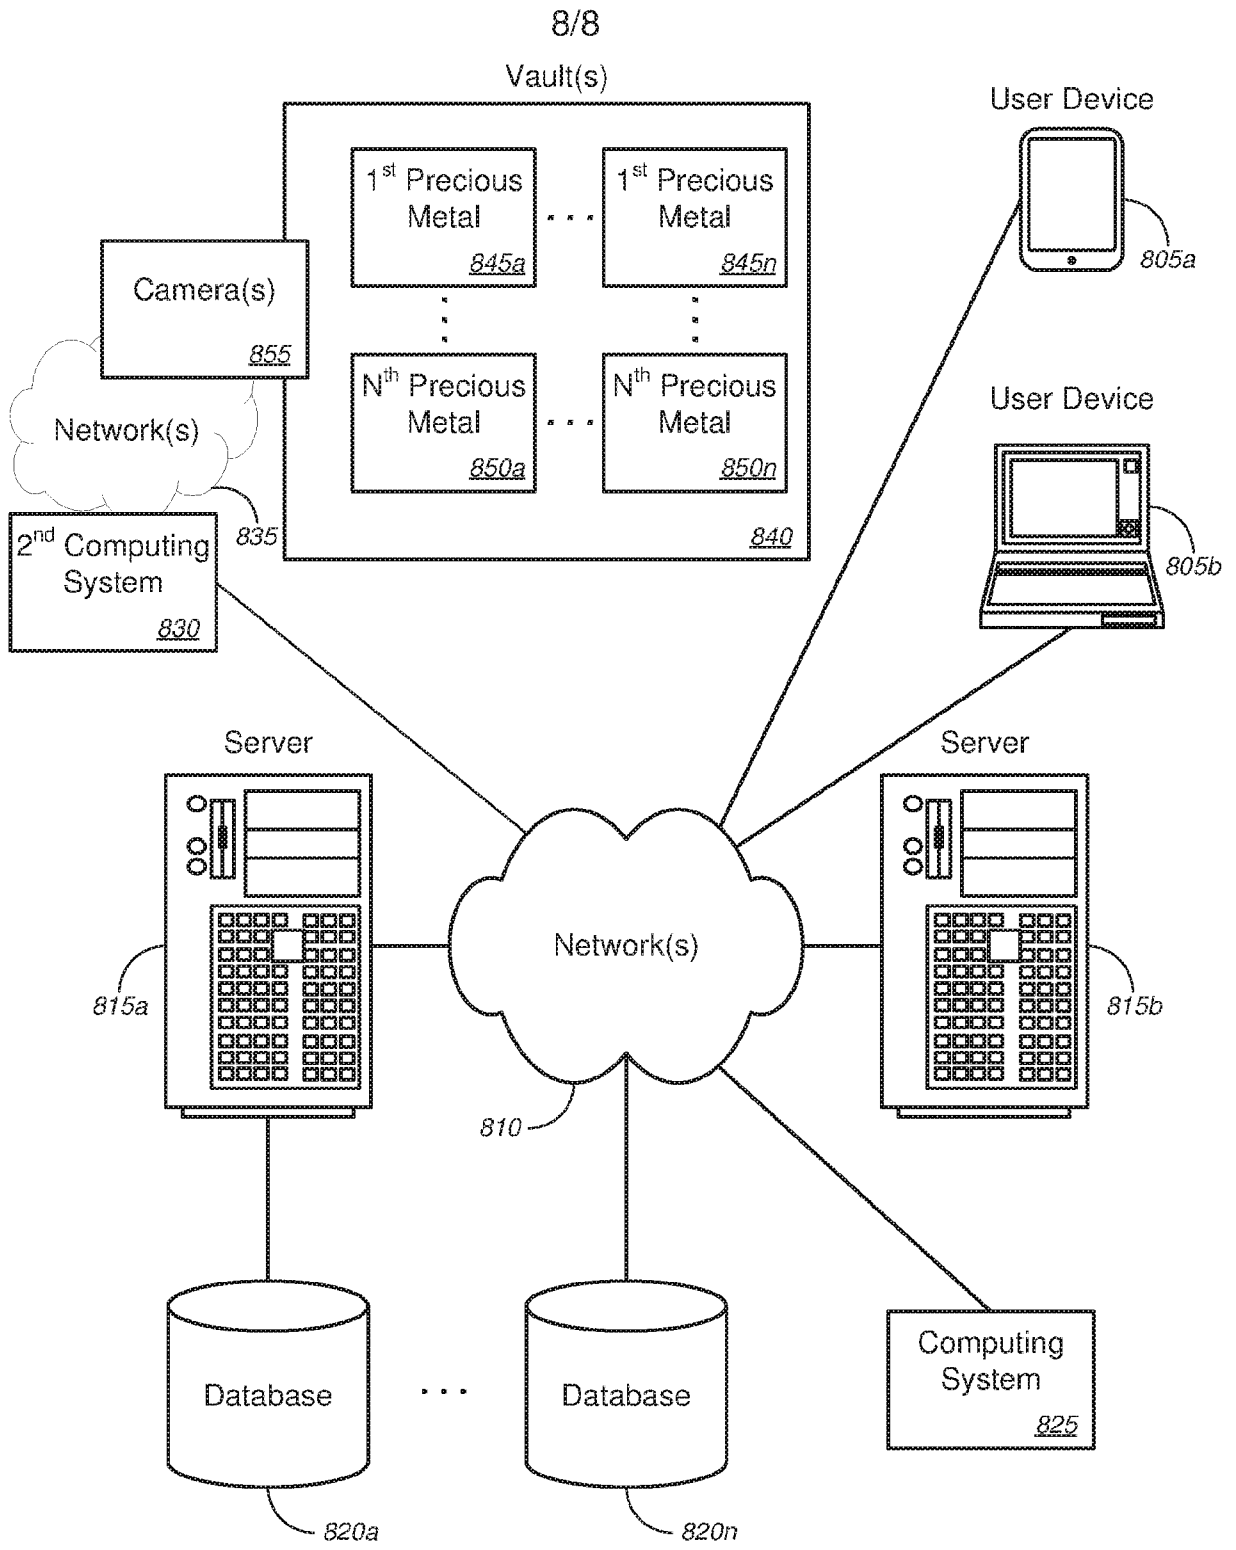 8/8
Vault(s)
User Device
1st Precious
Metal
845a
. . .
1st Precious
Metal
845n
805a
Camera(s)
855
Nth Precious
Metal
850a
. . .
Nth Precious
Metal
850n
User Device
Network(s)
835
840
2nd Computing
System
830
805b
Server
Server
Network(s)
815a
815b
810
Database
. . .
Database
Computing
System
825
820a
820n